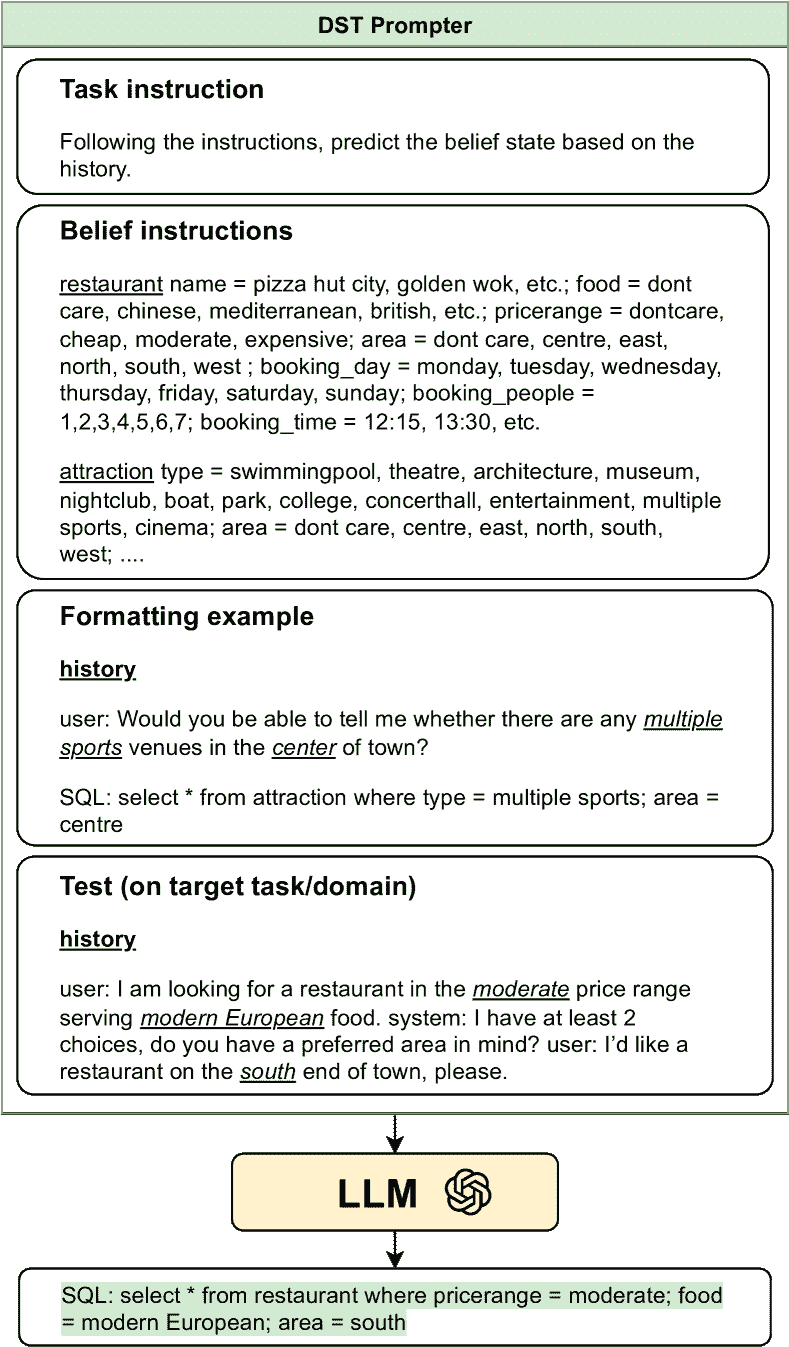 DST Prompter
Task instruction
Following the instructions, predict the belief state based on the
history.
Belief instructions
restaurant name = pizza hut city, golden wok, etc.; food = dont
care, chinese, mediterranean, british, etc.; pricerange = dontcare,
cheap, moderate, expensive; area = dont care, centre, east,
north, south, west ; booking_day = monday, tuesday, wednesday,
thursday, friday, saturday, sunday; booking_people =
1,2,3,4,5,6,7; booking_time = 12:15, 13:30, etc.
attraction type = swimmingpool, theatre, architecture, museum,
nightclub, boat, park, college, concerthall, entertainment, multiple
sports, cinema; area = dont care, centre, east, north, south,
west; ....
Formatting example
history
user: Would you be able to tell me whether there are any multiple
sports venues in the center of town?
SQL: select * from attraction where type = multiple sports; area =
centre
Test (on target task/domain)
history
user: I am looking for a restaurant in the moderate price range
serving modern European food. system: I have at least 2
choices, do you have a preferred area in mind? user: I’d like a
restaurant on the south end of town, please.
LLM
SQL: select * from restaurant where pricerange = moderate; food
= modern European; area = south